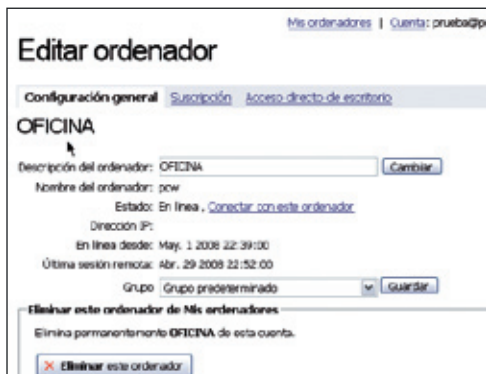 Mis ordenadores | Cuenta: prueba@p
Editar ordenador
Configuración general Suscripción Acceso directo de escritorio
OFICINA
Descripción del ordenador: OFICINA Cambiar
Nombre del ordenador: pcw
Estado: En línea , Conectar con este ordenador
Dirección IP:
En línea desde: May. 1 2008 22:39:00
Última sesión remota: Abr. 29 2008 22:52:00
Grupo Grupo predeterminado Guardar
Eliminar este ordenador de Mis ordenadores
Elimina permanentemente OFICINA de esta cuenta.
Eliminar este ordenador